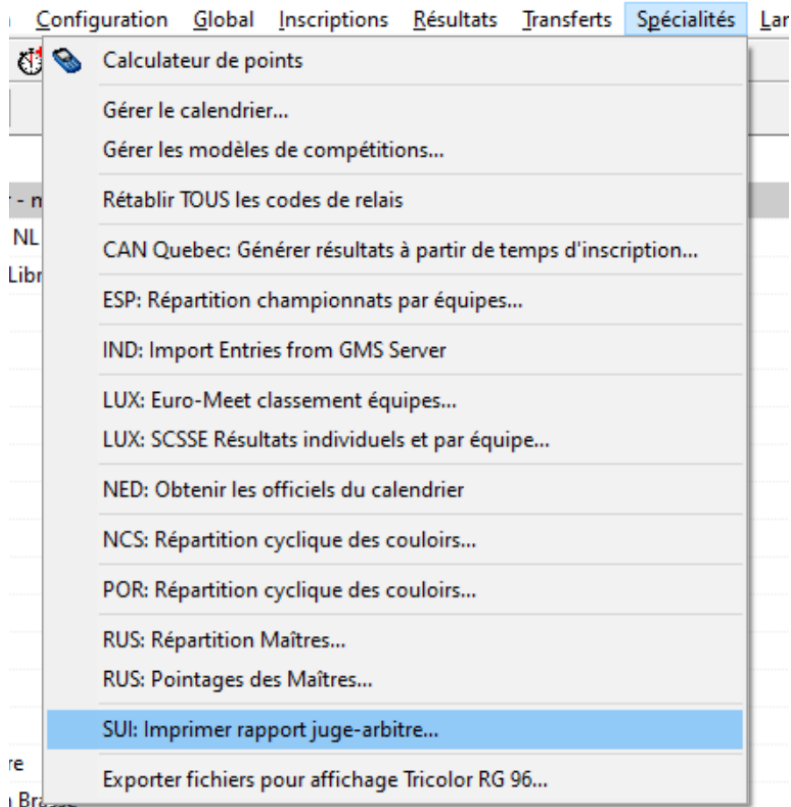 Configuration Global Inscriptions Résultats Transferts Spécialités Lar
Calculateur de points
Gérer le calendrier...
Gérer les modèles de compétitions...
Rétablir TOUS les codes de relais
- n
NL
CAN Quebec: Générer résultats à partir de temps d'inscription...
Libr
ESP: Répartition championnats par équipes...
IND: Import Entries from GMS Server
LUX: Euro-Meet classement équipes...
LUX: SCSSE Résultats individuels et par équipe...
NED: Obtenir les officiels du calendrier
NCS: Répartition cyclique des couloirs...
POR: Répartition cyclique des couloirs...
RUS: Répartition Maîtres...
RUS: Pointages des Maîtres...
SUI: Imprimer rapport juge-arbitre...
re
Exporter fichiers pour affichage Tricolor RG 96...